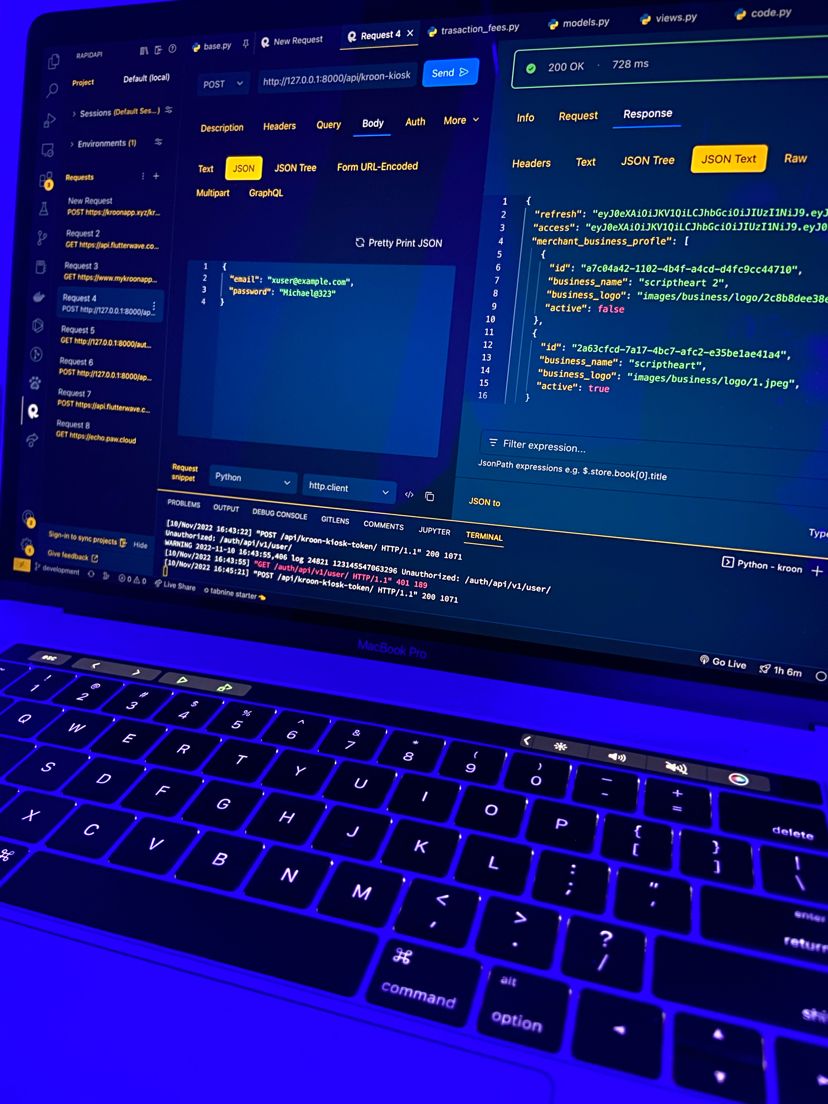 base.py
New Request
Request 4
trasaction_fees.py
models.py
views.py
code.py
RAPIDAPI
Project
Default (local)
Sessions (Default Ses...)
Environments (1)
Requests
New Request
POST https://kroonapp.xyz/kr...
Request 2
GET https://api.flutterwave.co...
Request 3
GET https://www.mykroonapp...
Request 4
POST http://127.0.0.1:8000/ap...
Request 5
GET http://127.0.0.1:8000/aut...
Request 6
POST http://127.0.0.1:8000/ap...
Request 7
POST https://api.flutterwave.c...
Request 8
GET https://echo.paw.cloud
Sign-in to sync projects
Hide
Give feedback
POST
http://127.0.0.1:8000/api/kroon-kiosk
Send
Description
Headers
Query
Body
Auth
More
Text
JSON
JSON Tree
Form URL-Encoded
Multipart
GraphQL
Pretty Print JSON
1 {
2 "email": "xuser@example.com",
3 "password": "Michael@323"
4 }
Request snippet
Python
http.client
200 OK · 728 ms
Info
Request
Response
Headers
Text
JSON Tree
JSON Text
Raw
1 {
2 "refresh": "eyJ0eXAiOiJKV1QiLCJhbGciOiJIUzI1NiJ9.eyJ
3 "access": "eyJ0eXAiOiJKV1QiLCJhbGciOiJIUzI1NiJ9.eyJ0
4 "merchant_business_profle": [
5 {
6 "id": "a7c04a42-1102-4b4f-a4cd-d4fc9cc44710",
7 "business_name": "scriptheart 2",
8 "business_logo": "images/business/logo/2c8b8dee38e
9 "active": false
10 },
11 {
12 "id": "2a63cfcd-7a17-4bc7-afc2-e35be1ae41a4",
13 "business_name": "scriptheart",
14 "business_logo": "images/business/logo/1.jpeg",
15 "active": true
16 }
Filter expression...
JsonPath expressions e.g. $.store.book[0].title
JSON to
Type
PROBLEMS
OUTPUT
DEBUG CONSOLE
GITLENS
COMMENTS
JUPYTER
TERMINAL
[10/Nov/2022 16:43:22] "POST /api/kroon-kiosk-token/ HTTP/1.1" 200 1071
Unauthorized: /auth/api/v1/user/
WARNING 2022-11-10 16:43:55,406 log 24821 123145547063296 Unauthorized: /auth/api/v1/user/
[10/Nov/2022 16:43:55] "GET /auth/api/v1/user/ HTTP/1.1" 401 189
[10/Nov/2022 16:45:21] "POST /api/kroon-kiosk-token/ HTTP/1.1" 200 1071
Python - kroon
development
0 0
Live Share
tabnine starter
Go Live
1h 6m
MacBook Pro
esc
! 1 @ 2 # 3 $ 4 % 5 ^ 6 & 7 * 8 ( 9 ) 0 _ - + =
delete
Q W E R T Y U I O P { [ } ] | \
S D F G H J K L : ; " '
enter
return
X C V B N M < , > . ? /
shi
⌘
command
alt
option